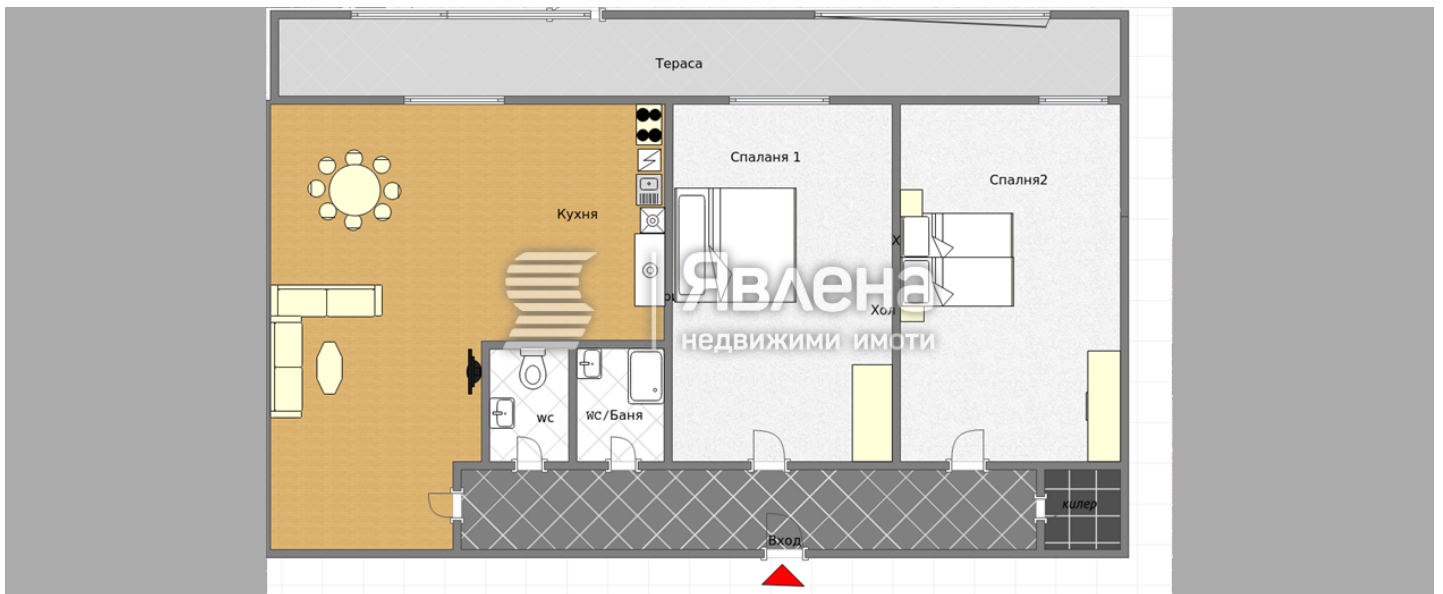 Тераса
Спаланя 1
Спалня2
Кухня
Явлена
Хол
недвижими имоти
wc
WC/Баня
килер
Вход